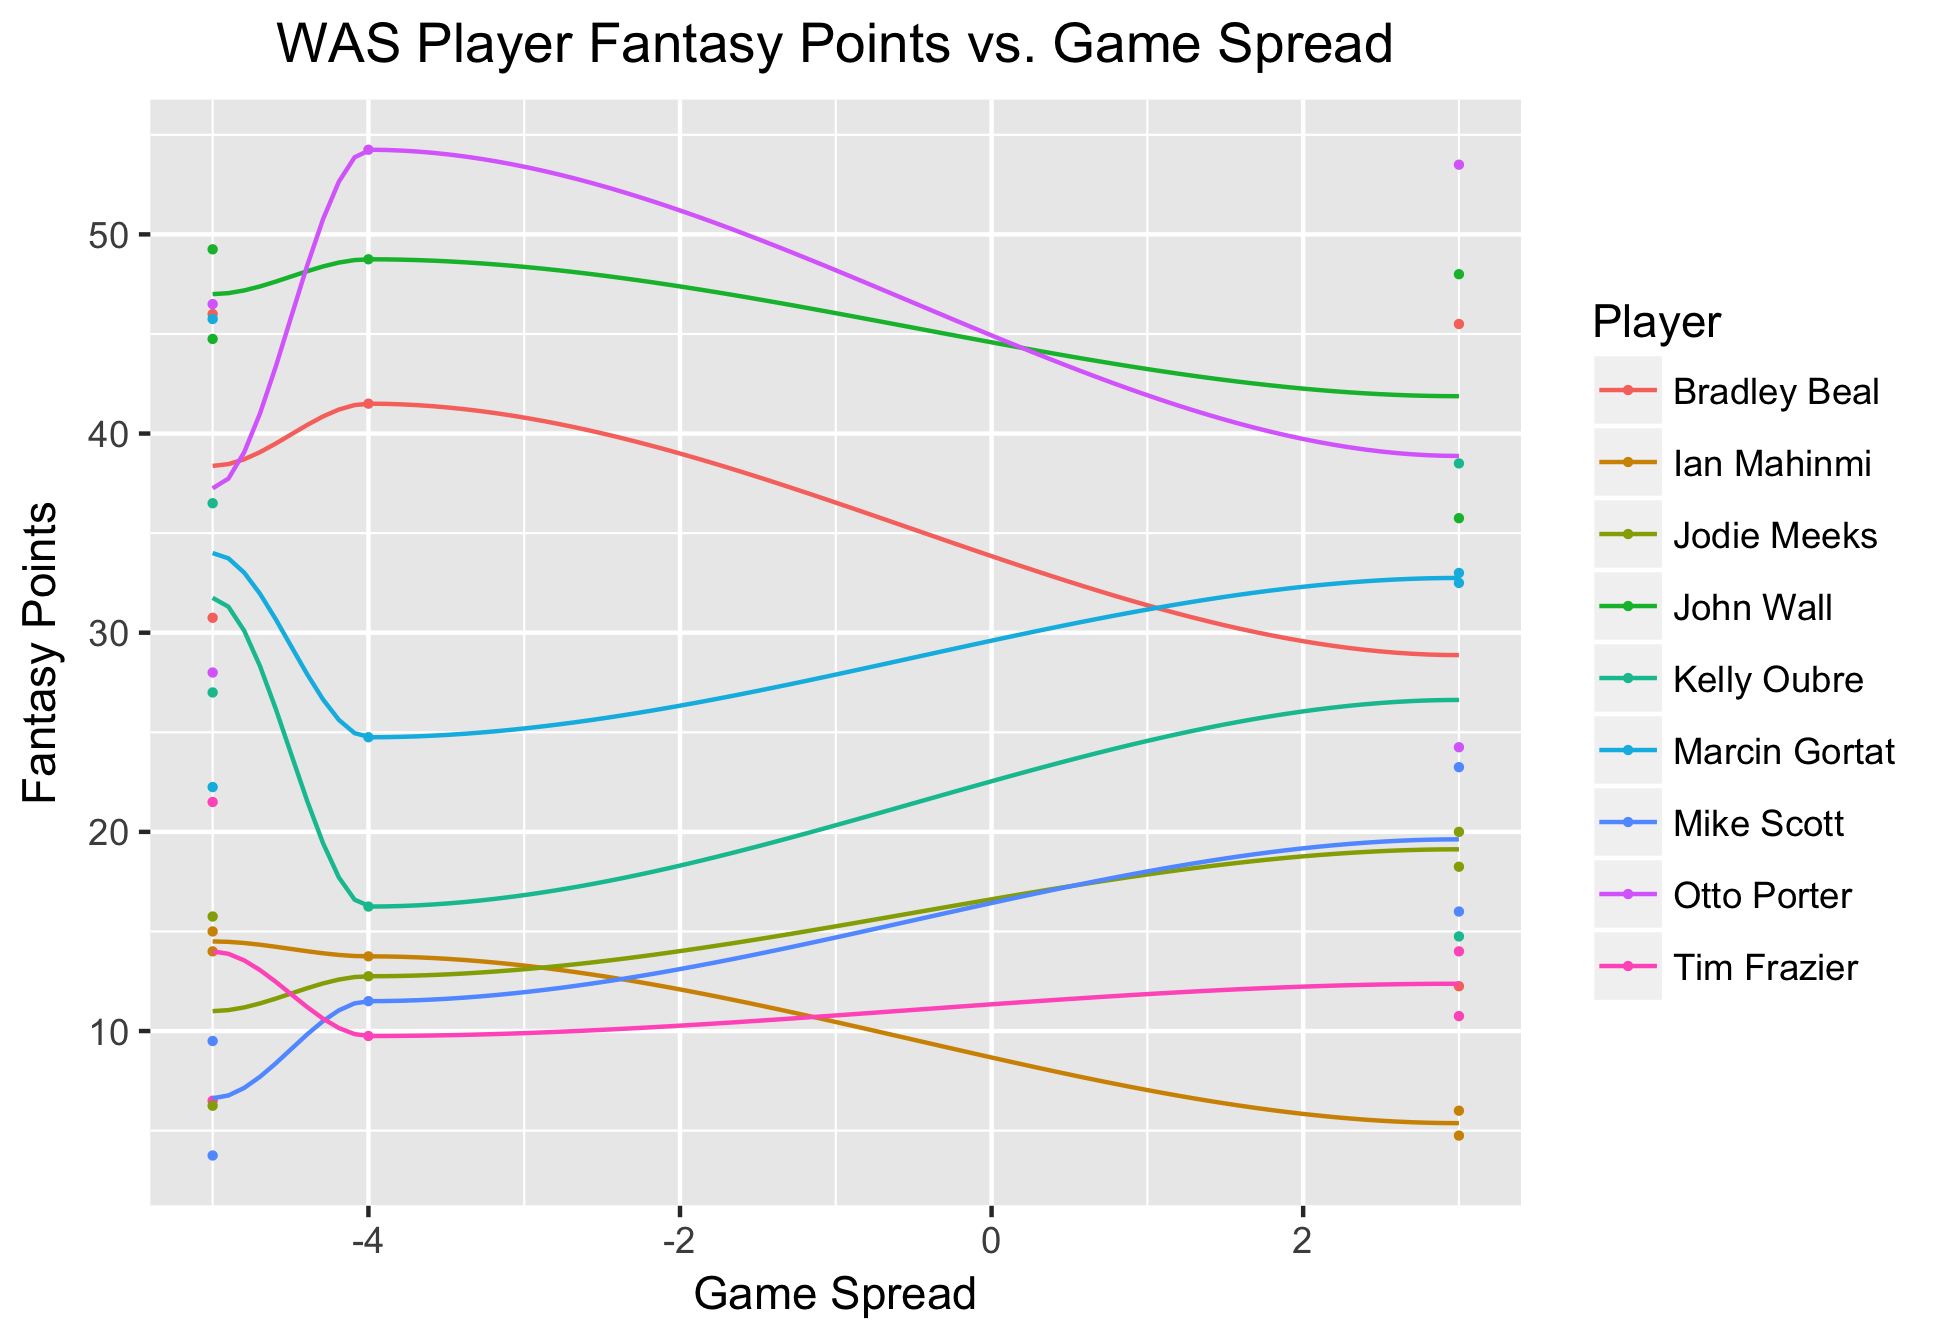 WAS Player Fantasy Points vs. Game Spread
Fantasy Points
50
40
30
20
10
-4
-2
0
2
Game Spread
Player
Bradley Beal
Ian Mahinmi
Jodie Meeks
John Wall
Kelly Oubre
Marcin Gortat
Mike Scott
Otto Porter
Tim Frazier